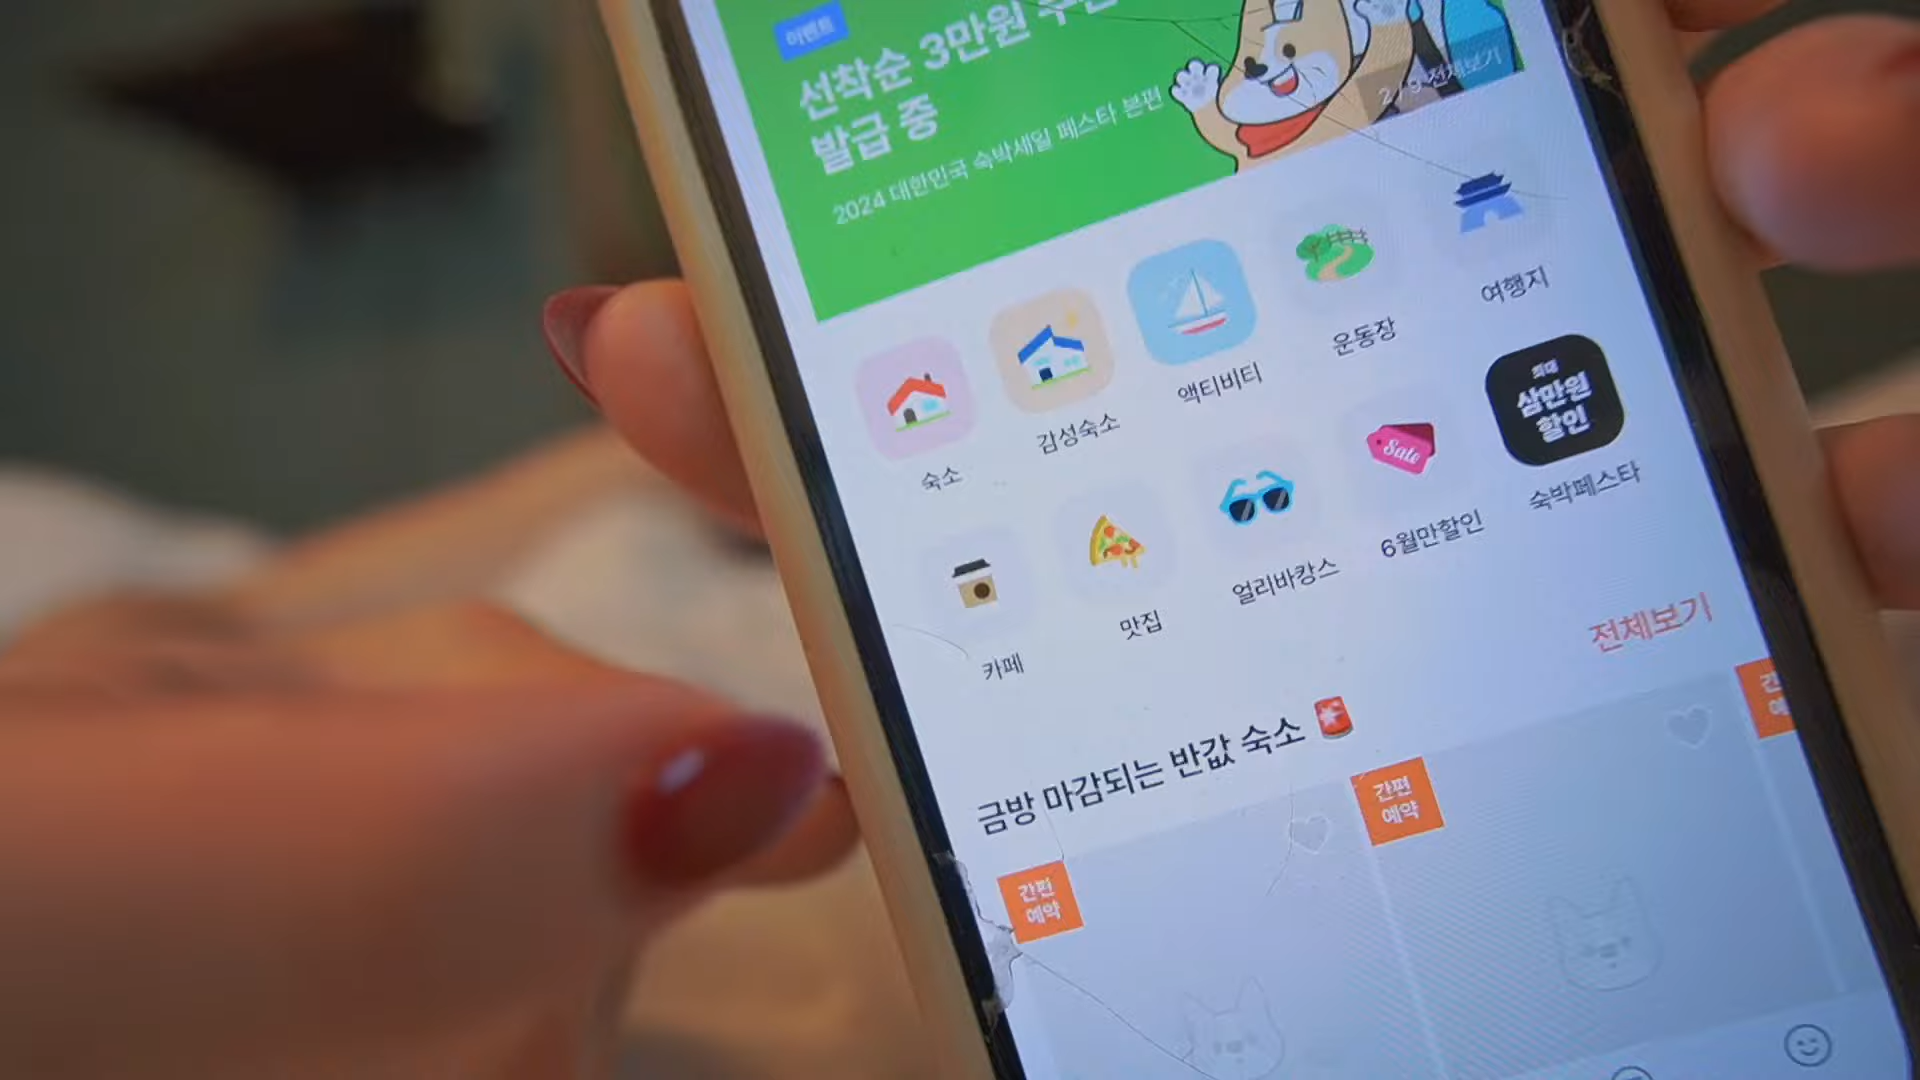 이벤트
선착순 3만원 쿠폰
발급 중
2024 대한민국 숙박세일 페스타 본편
2 / 9 전체보기
숙소
감성숙소
액티비티
운동장
여행지
카페
맛집
얼리바캉스
Sale
6월만할인
최대
삼만원
할인
숙박페스타
전체보기
금방 마감되는 반값 숙소
간편
예약
간편
예약